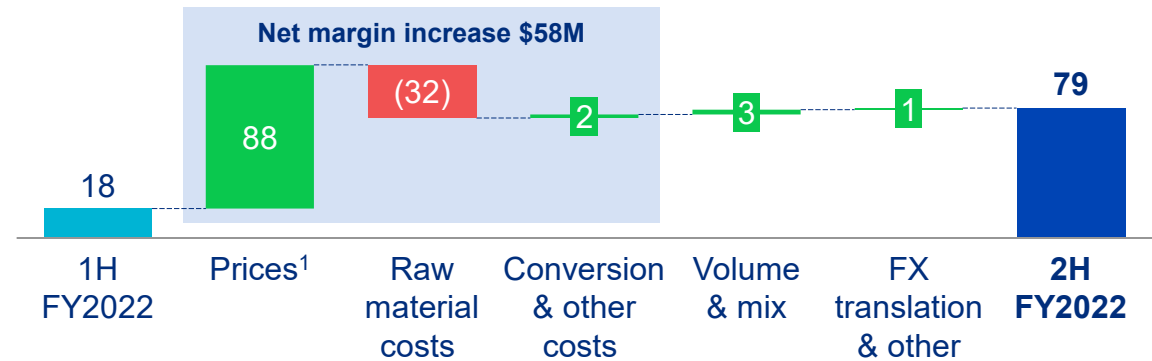 Net margin increase $58M
18
88
(32)
2
3
1
79
1H
FY2022
Prices¹
Raw
material
costs
Conversion
& other
costs
Volume
& mix
FX
translation
& other
2H
FY2022